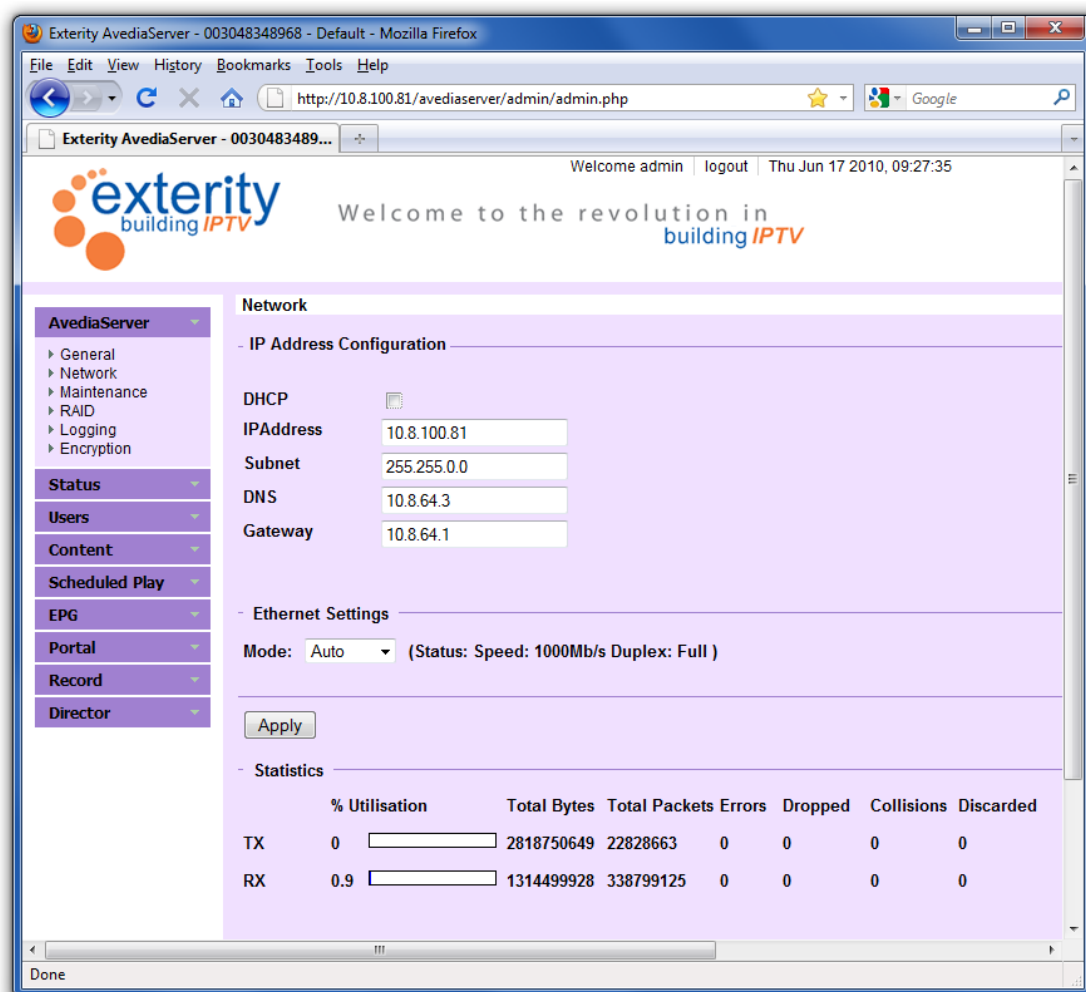 Exterity AvediaServer - 003048348968 - Default - Mozilla Firefox
File Edit View History Bookmarks Tools Help
http://10.8.100.81/avediaserver/admin/admin.php
Google
Exterity AvediaServer - 0030483489...
Welcome admin logout Thu Jun 17 2010, 09:27:35
exterity
building IPTV
Welcome to the revolution in
building IPTV
AvediaServer
General
Network
Maintenance
RAID
Logging
Encryption
Status
Users
Content
Scheduled Play
EPG
Portal
Record
Director
Network
IP Address Configuration
DHCP
IPAddress 10.8.100.81
Subnet 255.255.0.0
DNS 10.8.64.3
Gateway 10.8.64.1
Ethernet Settings
Mode: Auto (Status: Speed: 1000Mb/s Duplex: Full )
Apply
Statistics
% Utilisation Total Bytes Total Packets Errors Dropped Collisions Discarded
TX 0 2818750649 22828663 0 0 0 0
RX 0.9 1314499928 338799125 0 0 0 0
Done